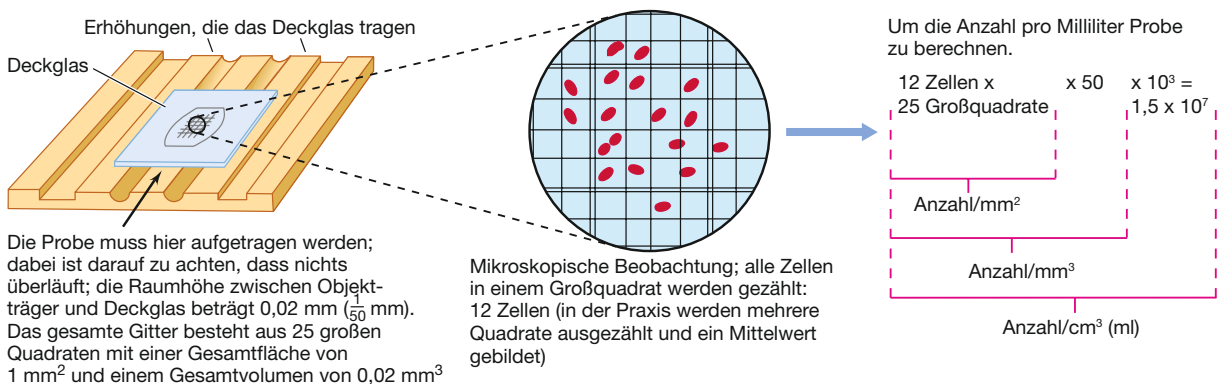 Erhöhungen, die das Deckglas tragen
Deckglas
Die Probe muss hier aufgetragen werden;
dabei ist darauf zu achten, dass nichts
überläuft; die Raumhöhe zwischen Objekt-
träger und Deckglas beträgt 0,02 mm (1/50 mm).
Das gesamte Gitter besteht aus 25 großen
Quadraten mit einer Gesamtfläche von
1 mm² und einem Gesamtvolumen von 0,02 mm³
Mikroskopische Beobachtung; alle Zellen
in einem Großquadrat werden gezählt:
12 Zellen (in der Praxis werden mehrere
Quadrate ausgezählt und ein Mittelwert
gebildet)
Um die Anzahl pro Milliliter Probe
zu berechnen.
12 Zellen x x 50 x 10³ =
25 Großquadrate 1,5 x 10⁷
Anzahl/mm²
Anzahl/mm³
Anzahl/cm³ (ml)